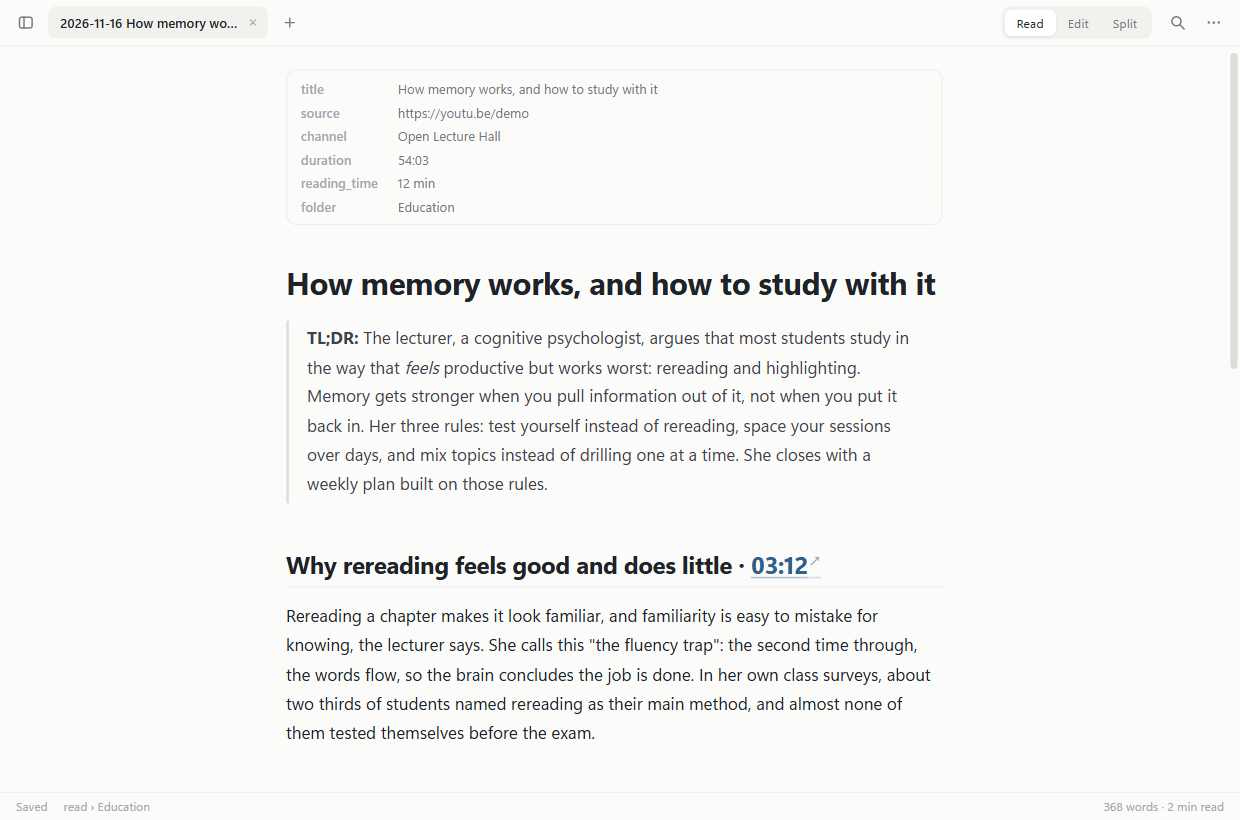 2026-11-16 How memory wo...
Read Edit Split
title How memory works, and how to study with it
source https://youtu.be/demo
channel Open Lecture Hall
duration 54:03
reading_time 12 min
folder Education
How memory works, and how to study with it
TL;DR: The lecturer, a cognitive psychologist, argues that most students study in
the way that feels productive but works worst: rereading and highlighting.
Memory gets stronger when you pull information out of it, not when you put it
back in. Her three rules: test yourself instead of rereading, space your sessions
over days, and mix topics instead of drilling one at a time. She closes with a
weekly plan built on those rules.
Why rereading feels good and does little · 03:12↗
Rereading a chapter makes it look familiar, and familiarity is easy to mistake for
knowing, the lecturer says. She calls this "the fluency trap": the second time through,
the words flow, so the brain concludes the job is done. In her own class surveys, about
two thirds of students named rereading as their main method, and almost none of
them tested themselves before the exam.
Saved read › Education 368 words · 2 min read